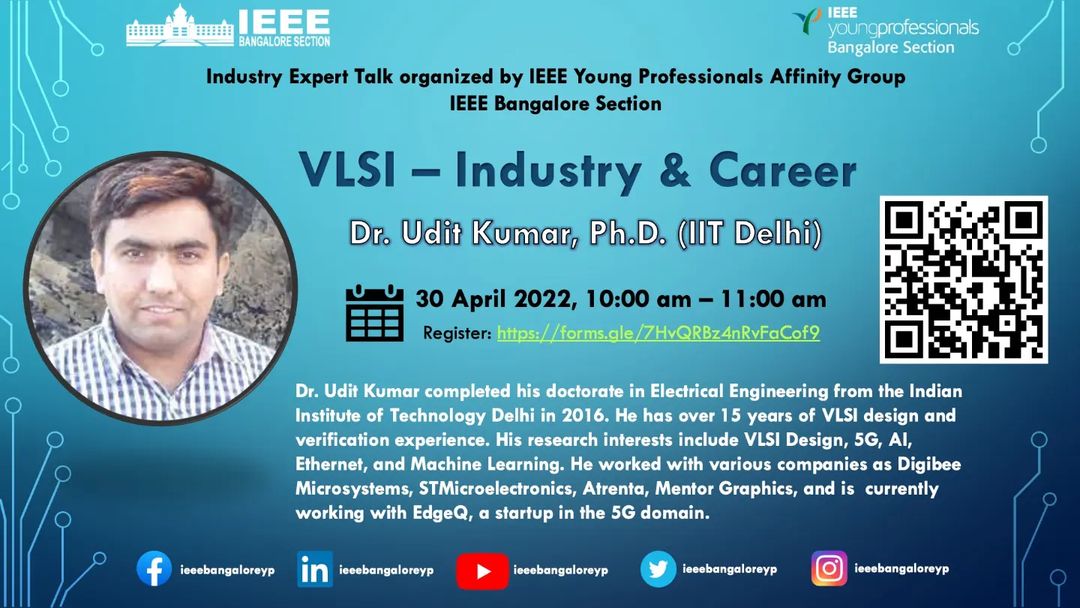 IEEE
BANGALORE SECTION
IEEE
youngprofessionals
Bangalore Section
Industry Expert Talk organized by IEEE Young Professionals Affinity Group
IEEE Bangalore Section
VLSI – Industry & Career
Dr. Udit Kumar, Ph.D. (IIT Delhi)
30 April 2022, 10:00 am – 11:00 am
Register: https://forms.gle/7HvQRBz4nRvFaCof9
Dr. Udit Kumar completed his doctorate in Electrical Engineering from the Indian
Institute of Technology Delhi in 2016. He has over 15 years of VLSI design and
verification experience. His research interests include VLSI Design, 5G, AI,
Ethernet, and Machine Learning. He worked with various companies as Digibee
Microsystems, STMicroelectronics, Atrenta, Mentor Graphics, and is currently
working with EdgeQ, a startup in the 5G domain.
ieeebangaloreyp in ieeebangaloreyp ieeebangaloreyp ieeebangaloreyp ieeebangaloreyp